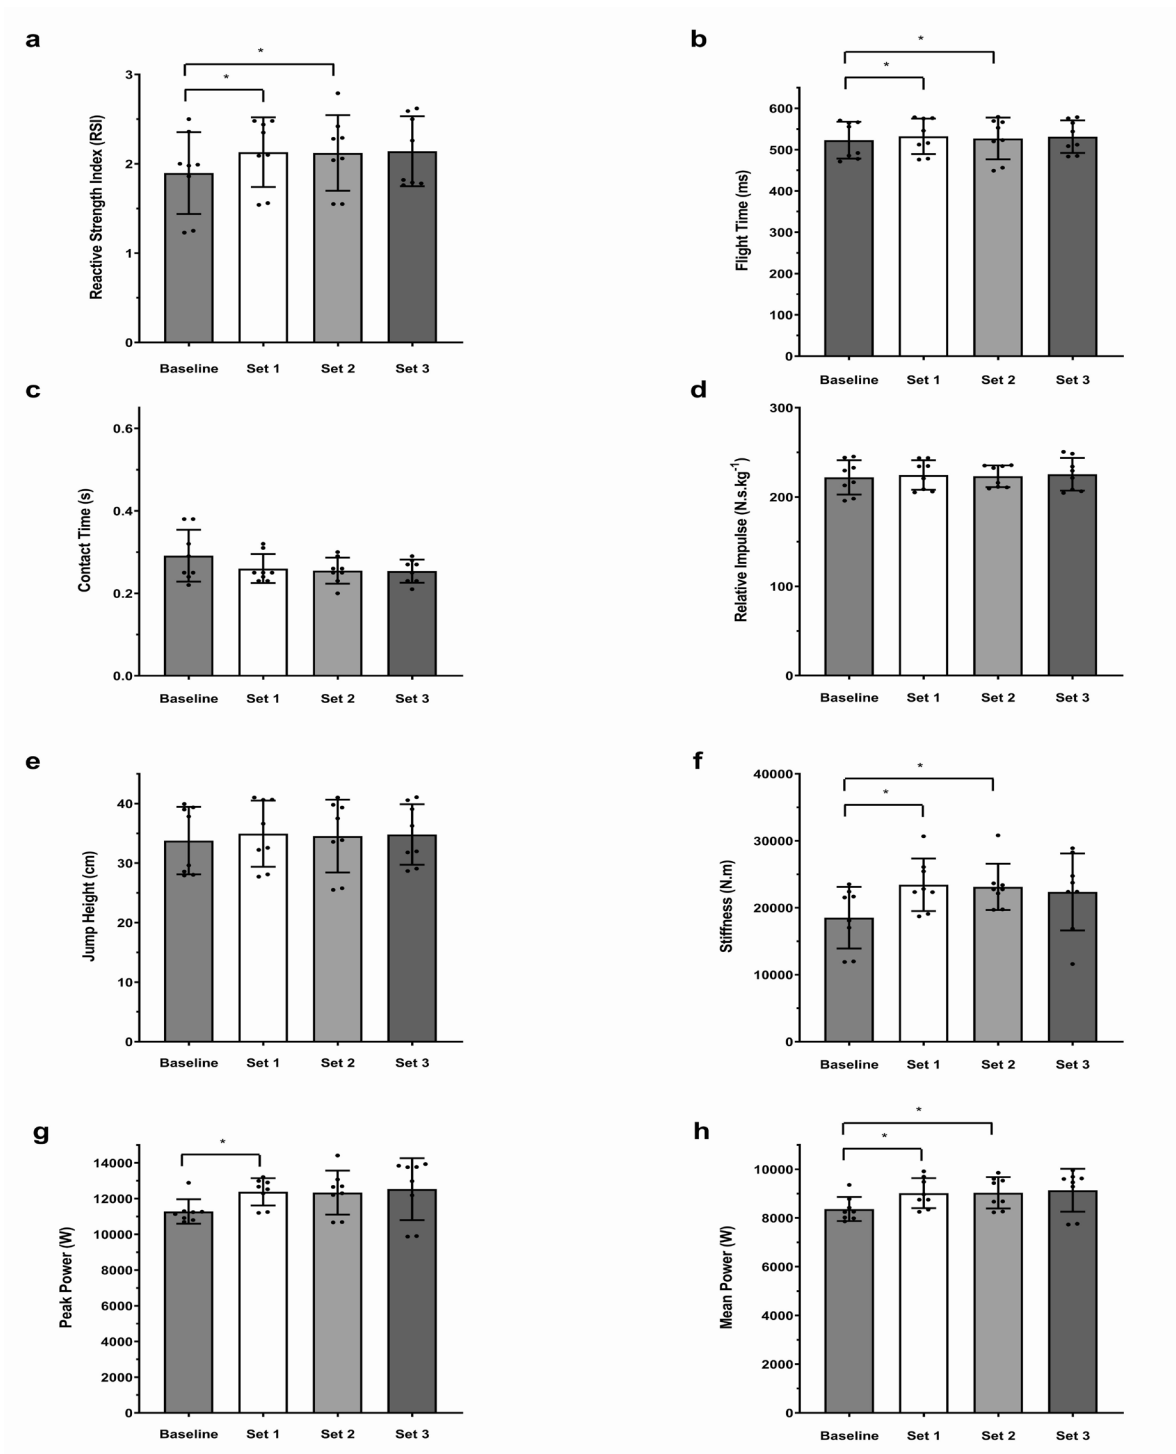 a
*
*
3
2
1
0
Reactive Strength Index (RSI)
Baseline Set 1 Set 2 Set 3
b
*
*
600
500
400
300
200
100
0
Flight Time (ms)
Baseline Set 1 Set 2 Set 3
c
0.6
0.4
0.2
0.0
Contact Time (s)
Baseline Set 1 Set 2 Set 3
d
300
200
100
0
Relative Impulse (N.s.kg⁻¹)
Baseline Set 1 Set 2 Set 3
e
40
30
20
10
0
Jump Height (cm)
Baseline Set 1 Set 2 Set 3
f
*
*
40000
30000
20000
10000
0
Stiffness (N.m)
Baseline Set 1 Set 2 Set 3
g
*
14000
12000
10000
8000
6000
4000
2000
0
Peak Power (W)
Baseline Set 1 Set 2 Set 3
h
*
*
10000
8000
6000
4000
2000
0
Mean Power (W)
Baseline Set 1 Set 2 Set 3